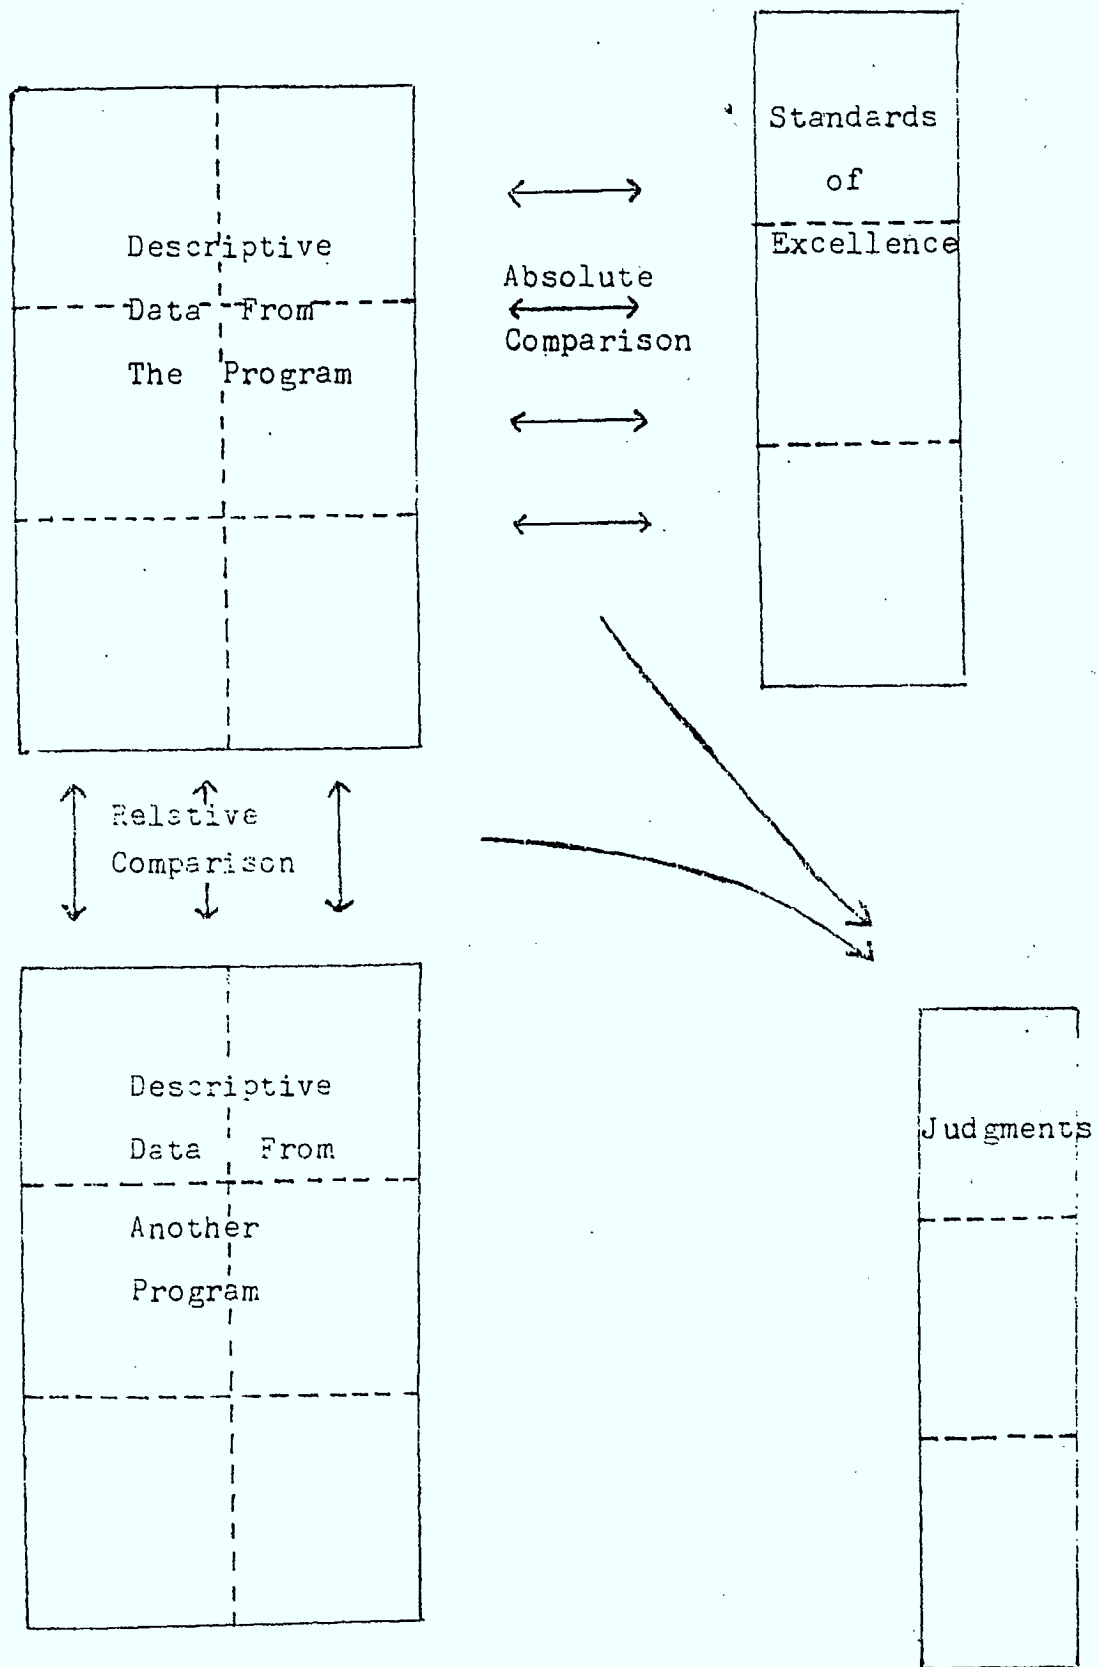 Standards
of
Excellence
Descriptive
Data From
The Program
Absolute
Comparison
Relative
Comparison
Descriptive
Data From
Another
Program
Judgments